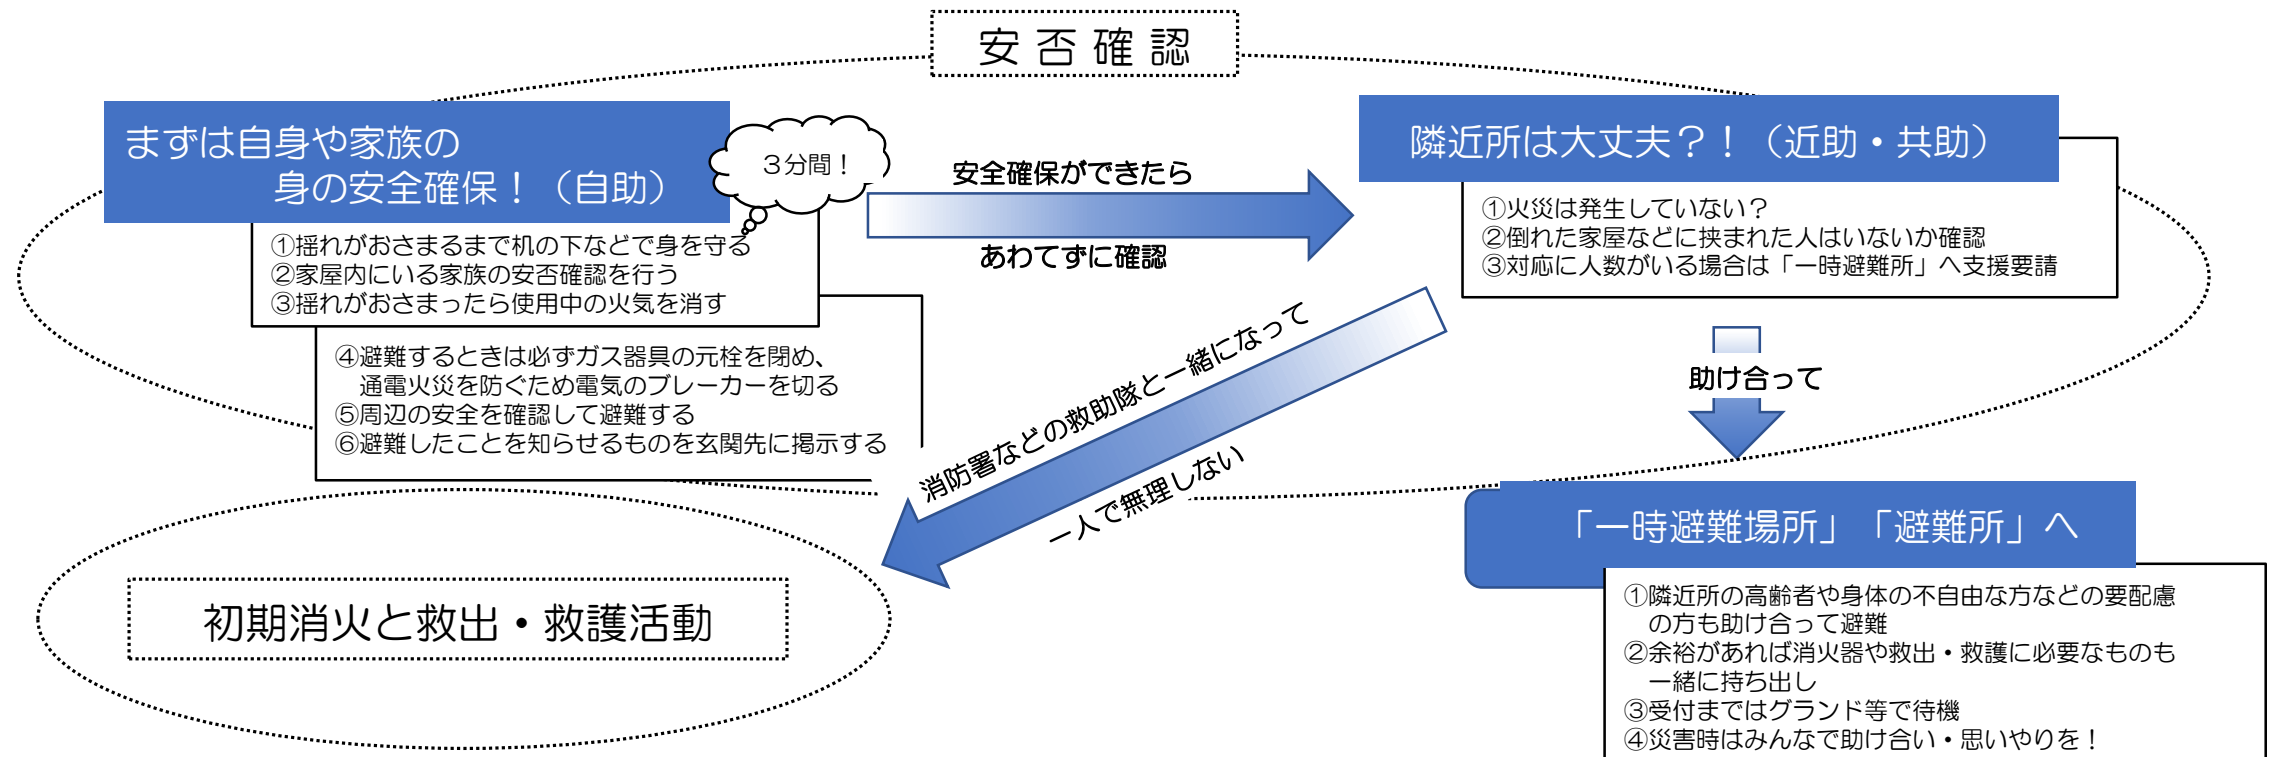 安否確認
まずは自身や家族の
身の安全確保！（自助）
３分間！
①揺れがおさまるまで机の下などで身を守る
②家屋内にいる家族の安否確認を行う
③揺れがおさまったら使用中の火気を消す
④避難するときは必ずガス器具の元栓を閉め、
通電火災を防ぐため電気のブレーカーを切る
⑤周辺の安全を確認して避難する
⑥避難したことを知らせるものを玄関先に掲示する
安全確保ができたら
あわてずに確認
隣近所は大丈夫？！（近助・共助）
①火災は発生していない？
②倒れた家屋などに挟まれた人はいないか確認
③対応に人数がいる場合は「一時避難所」へ支援要請
消防署などの救助隊と一緒になって
一人で無理しない
助け合って
初期消火と救出・救護活動
「一時避難場所」「避難所」へ
①隣近所の高齢者や身体の不自由な方などの要配慮
の方も助け合って避難
②余裕があれば消火器や救出・救護に必要なものも
一緒に持ち出し
③受付まではグランド等で待機
④災害時はみんなで助け合い・思いやりを！